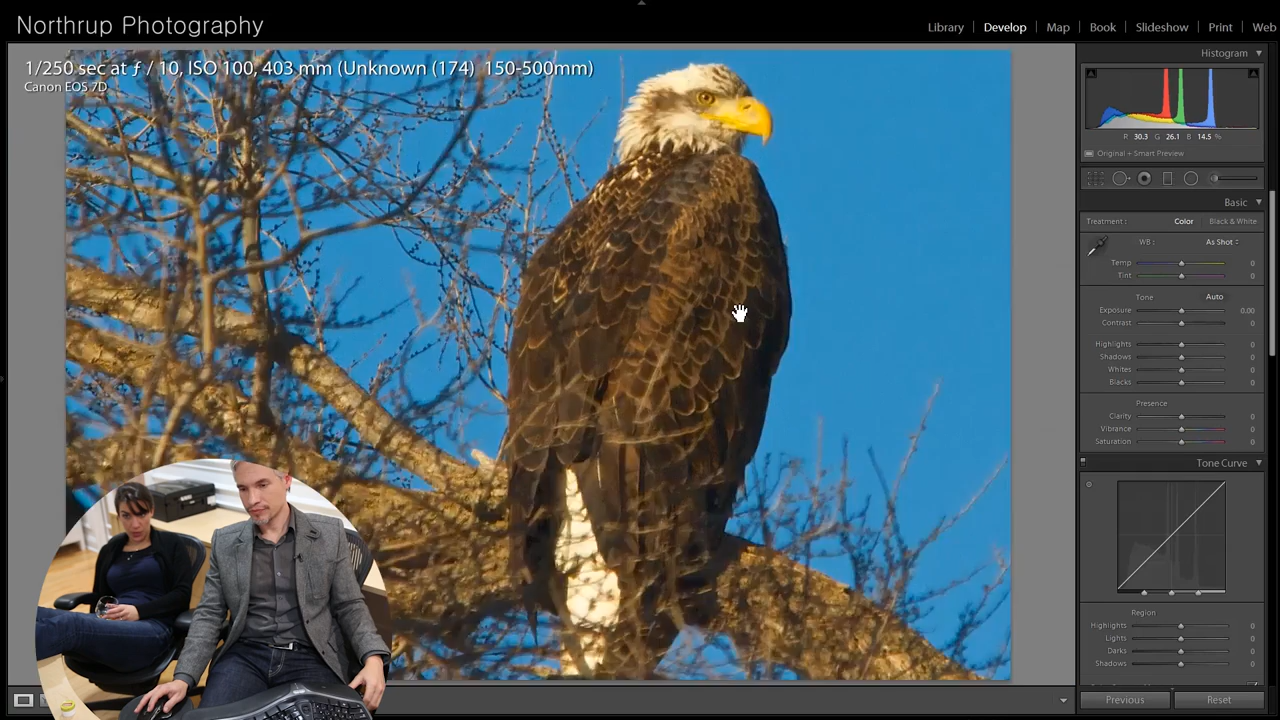 Northrup Photography
Library | Develop | Map | Book | Slideshow | Print | Web
1/250 sec at ƒ / 10, ISO 100, 403 mm (Unknown (174) 150-500mm)
Canon EOS 7D
Histogram
R 30.3 G 26.1 B 14.5 %
Original + Smart Preview
Basic
Treatment : Color Black & White
WB : As Shot
Temp 0
Tint 0
Tone Auto
Exposure 0.00
Contrast 0
Highlights 0
Shadows 0
Whites 0
Blacks 0
Presence
Clarity 0
Vibrance 0
Saturation 0
Tone Curve
Region
Highlights 0
Lights 0
Darks 0
Shadows 0
Previous Reset